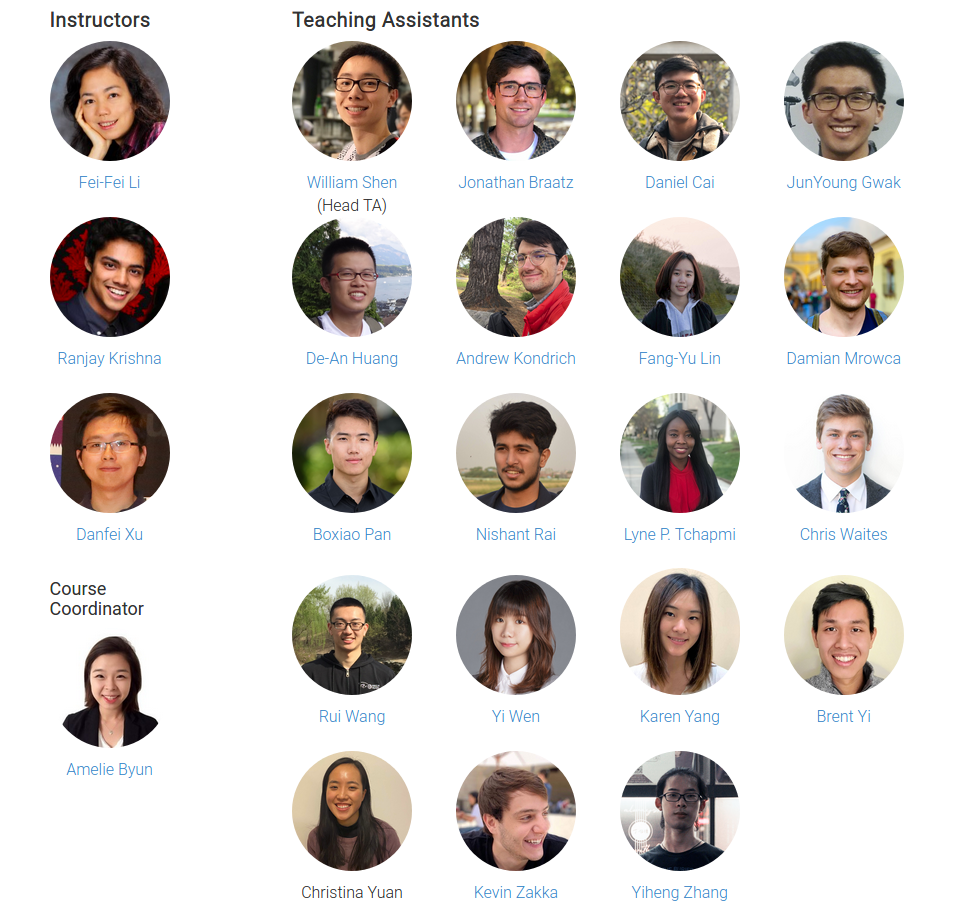 Instructors
Teaching Assistants
Fei-Fei Li
William Shen
(Head TA)
Jonathan Braatz
Daniel Cai
JunYoung Gwak
Ranjay Krishna
De-An Huang
Andrew Kondrich
Fang-Yu Lin
Damian Mrowca
Danfei Xu
Boxiao Pan
Nishant Rai
Lyne P. Tchapmi
Chris Waites
Course
Coordinator
Amelie Byun
Rui Wang
Yi Wen
Karen Yang
Brent Yi
Christina Yuan
Kevin Zakka
Yiheng Zhang